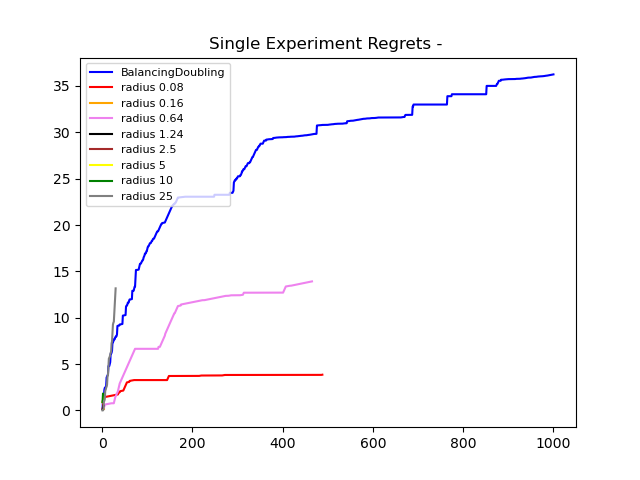 Single Experiment Regrets -
BalancingDoubling
radius 0.08
radius 0.16
radius 0.64
radius 1.24
radius 2.5
radius 5
radius 10
radius 25
35
30
25
20
15
10
5
0
0 200 400 600 800 1000